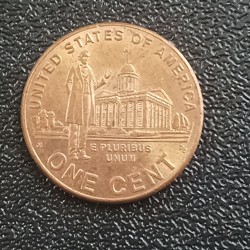 UNITED STATES OF AMERICA
E PLURIBUS
UNUM
ONE CENT